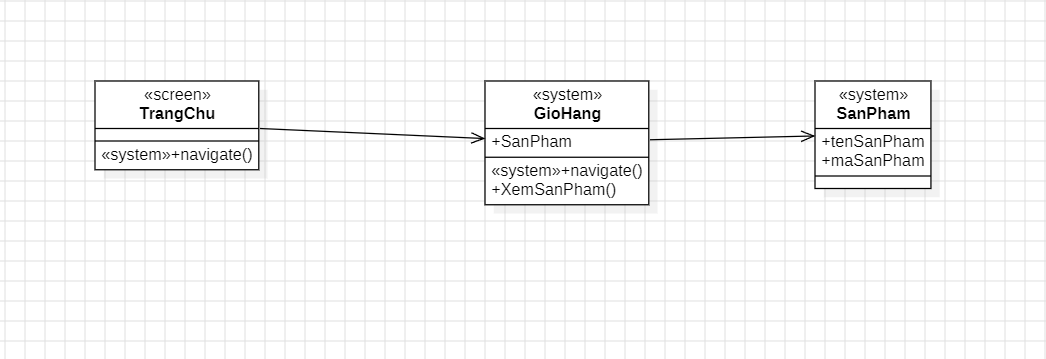 «screen»
TrangChu
«system»+navigate()
«system»
GioHang
+SanPham
«system»+navigate()
+XemSanPham()
«system»
SanPham
+tenSanPham
+maSanPham